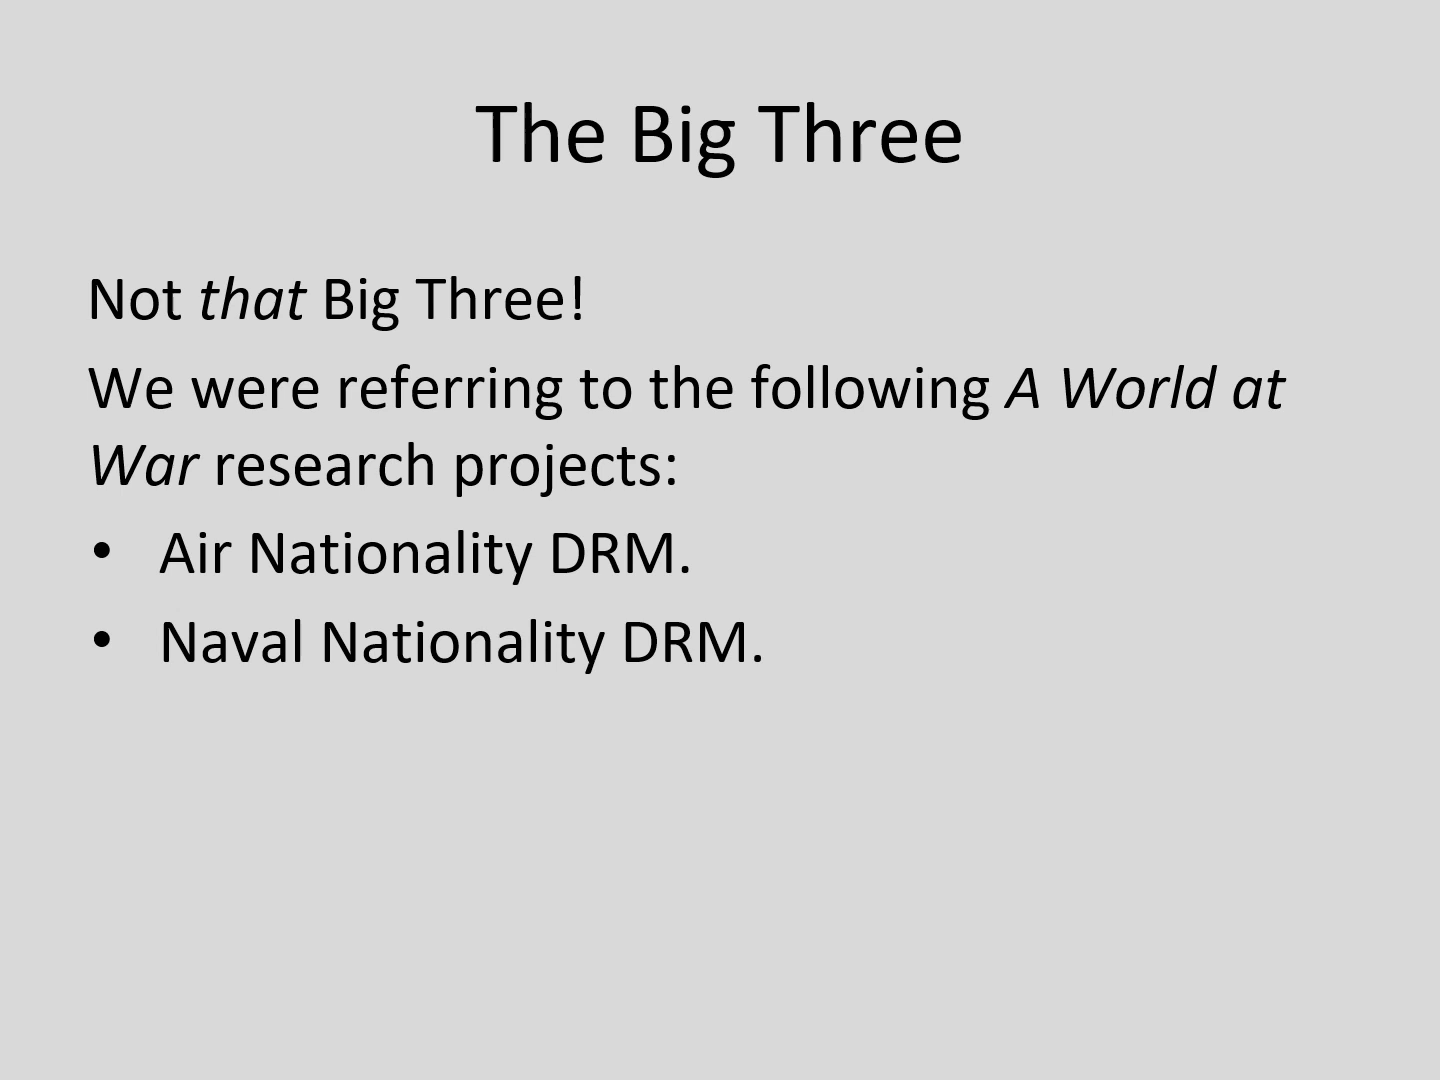 The Big Three
Not that Big Three!
We were referring to the following A World at
War research projects:
• Air Nationality DRM.
• Naval Nationality DRM.